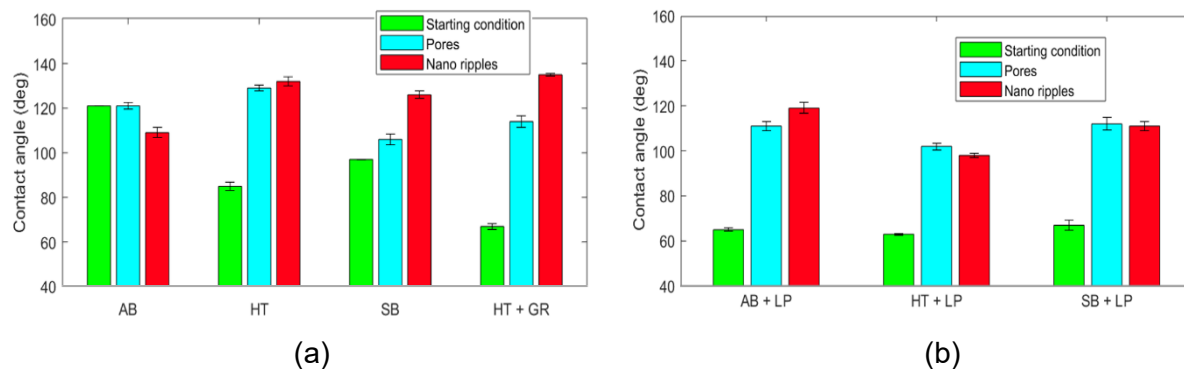 160
140
120
100
80
60
40
Contact angle (deg)
Starting condition
Pores
Nano ripples
AB
HT
SB
HT + GR
(a)
160
140
120
100
80
60
40
Contact angle (deg)
Starting condition
Pores
Nano ripples
AB + LP
HT + LP
SB + LP
(b)